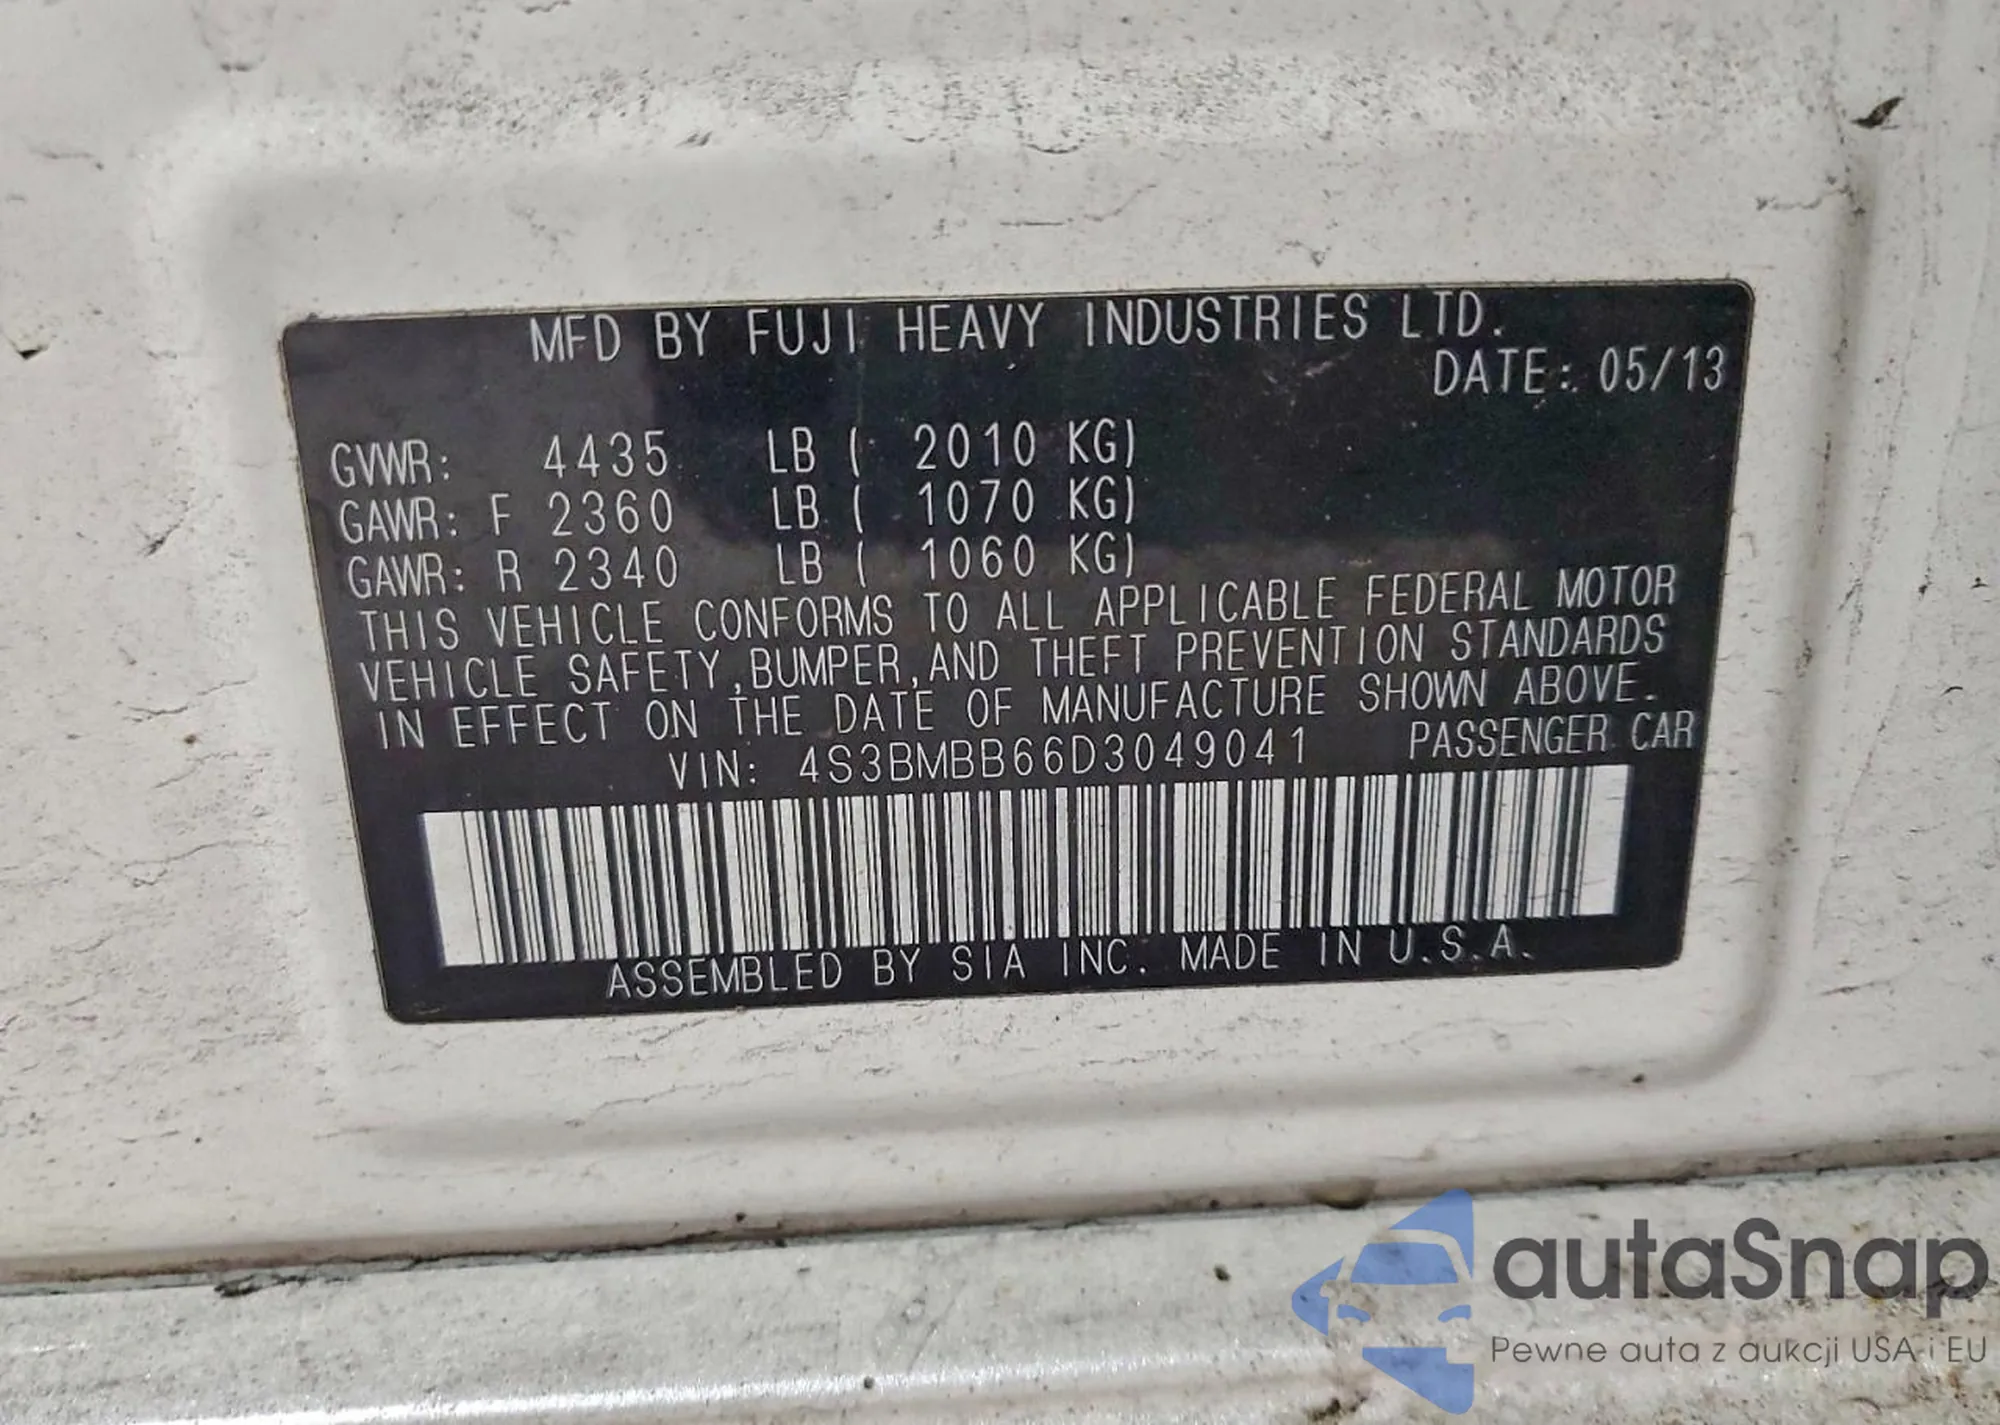 MFD BY FUJI HEAVY INDUSTRIES LTD.
DATE: 05/13
GVWR: 4435 LB ( 2010 KG)
GAWR: F 2360 LB ( 1070 KG)
GAWR: R 2340 LB ( 1060 KG)
THIS VEHICLE CONFORMS TO ALL APPLICABLE FEDERAL MOTOR
VEHICLE SAFETY,BUMPER,AND THEFT PREVENTION STANDARDS
IN EFFECT ON THE DATE OF MANUFACTURE SHOWN ABOVE.
VIN: 4S3BMBB66D3049041 PASSENGER CAR
ASSEMBLED BY SIA INC. MADE IN U.S.A.
autaSnap
Pewne auta z aukcji USA i EU